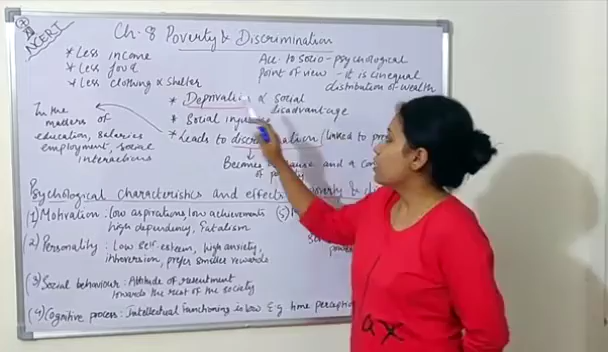 NCERT
Ch-8 Poverty & Discrimination
* Less income
* Less food
* Less clothing & Shelter
Acc to socio-psychological
point of view - it is unequal
distribution of wealth
* Deprivation & Social
disadvantage
* Social
* Leads to discrimination (linked to
Becomes cause and a
of poverty
In the
matters of
education, salaries
employment, social
interactions
Psychological characteristics and effects
(1) Motivation : low aspirations, low achievements
high dependency, fatalism
(2) Personality : Low self-esteem, high anxiety,
introversion, prefer smaller rewards
(3) Social behaviour : Attitude of resentment
towards the rest of the society
(4) Cognitive process : Intellectual Functioning is low E.g time perception
(5)
ax